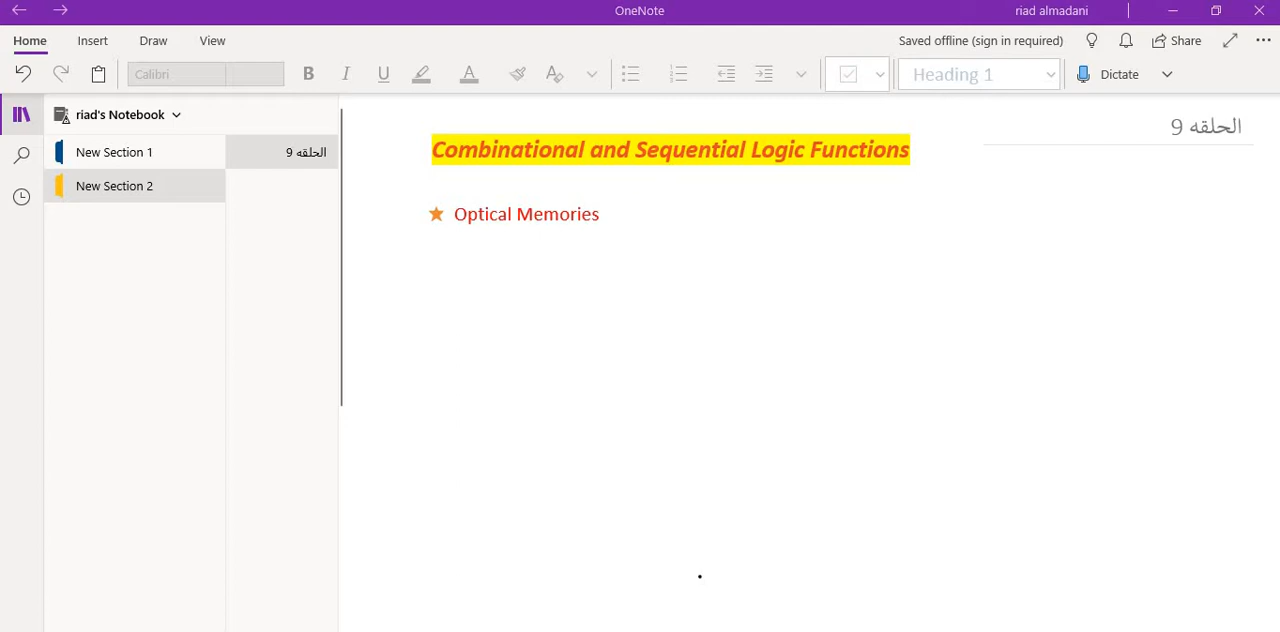 OneNote
riad almadani
Home
Insert
Draw
View
Saved offline (sign in required)
Share
Calibri
B
I
U
A
A
Heading 1
Dictate
riad's Notebook
New Section 1
New Section 2
الحلقه 9
الحلقه 9
Combinational and Sequential Logic Functions
Optical Memories